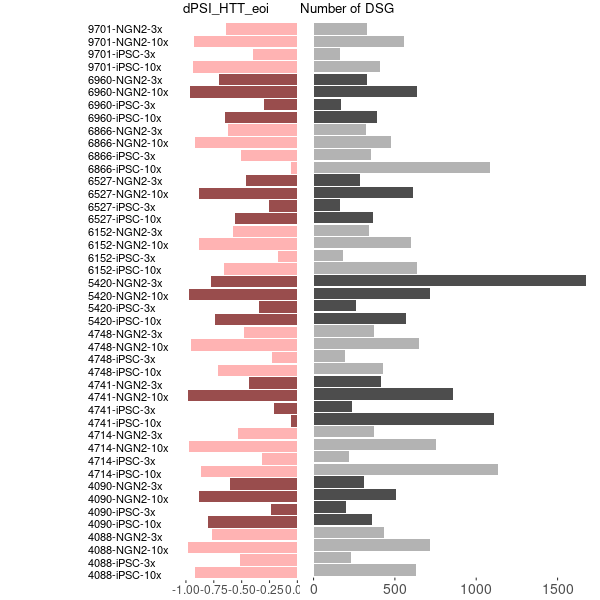 dPSI_HTT_eoi Number of DSG
9701-NGN2-3x
9701-NGN2-10x
9701-iPSC-3x
9701-iPSC-10x
6960-NGN2-3x
6960-NGN2-10x
6960-iPSC-3x
6960-iPSC-10x
6866-NGN2-3x
6866-NGN2-10x
6866-iPSC-3x
6866-iPSC-10x
6527-NGN2-3x
6527-NGN2-10x
6527-iPSC-3x
6527-iPSC-10x
6152-NGN2-3x
6152-NGN2-10x
6152-iPSC-3x
6152-iPSC-10x
5420-NGN2-3x
5420-NGN2-10x
5420-iPSC-3x
5420-iPSC-10x
4748-NGN2-3x
4748-NGN2-10x
4748-iPSC-3x
4748-iPSC-10x
4741-NGN2-3x
4741-NGN2-10x
4741-iPSC-3x
4741-iPSC-10x
4714-NGN2-3x
4714-NGN2-10x
4714-iPSC-3x
4714-iPSC-10x
4090-NGN2-3x
4090-NGN2-10x
4090-iPSC-3x
4090-iPSC-10x
4088-NGN2-3x
4088-NGN2-10x
4088-iPSC-3x
4088-iPSC-10x
-1.00-0.75-0.50-0.250.0 0 500 1000 1500